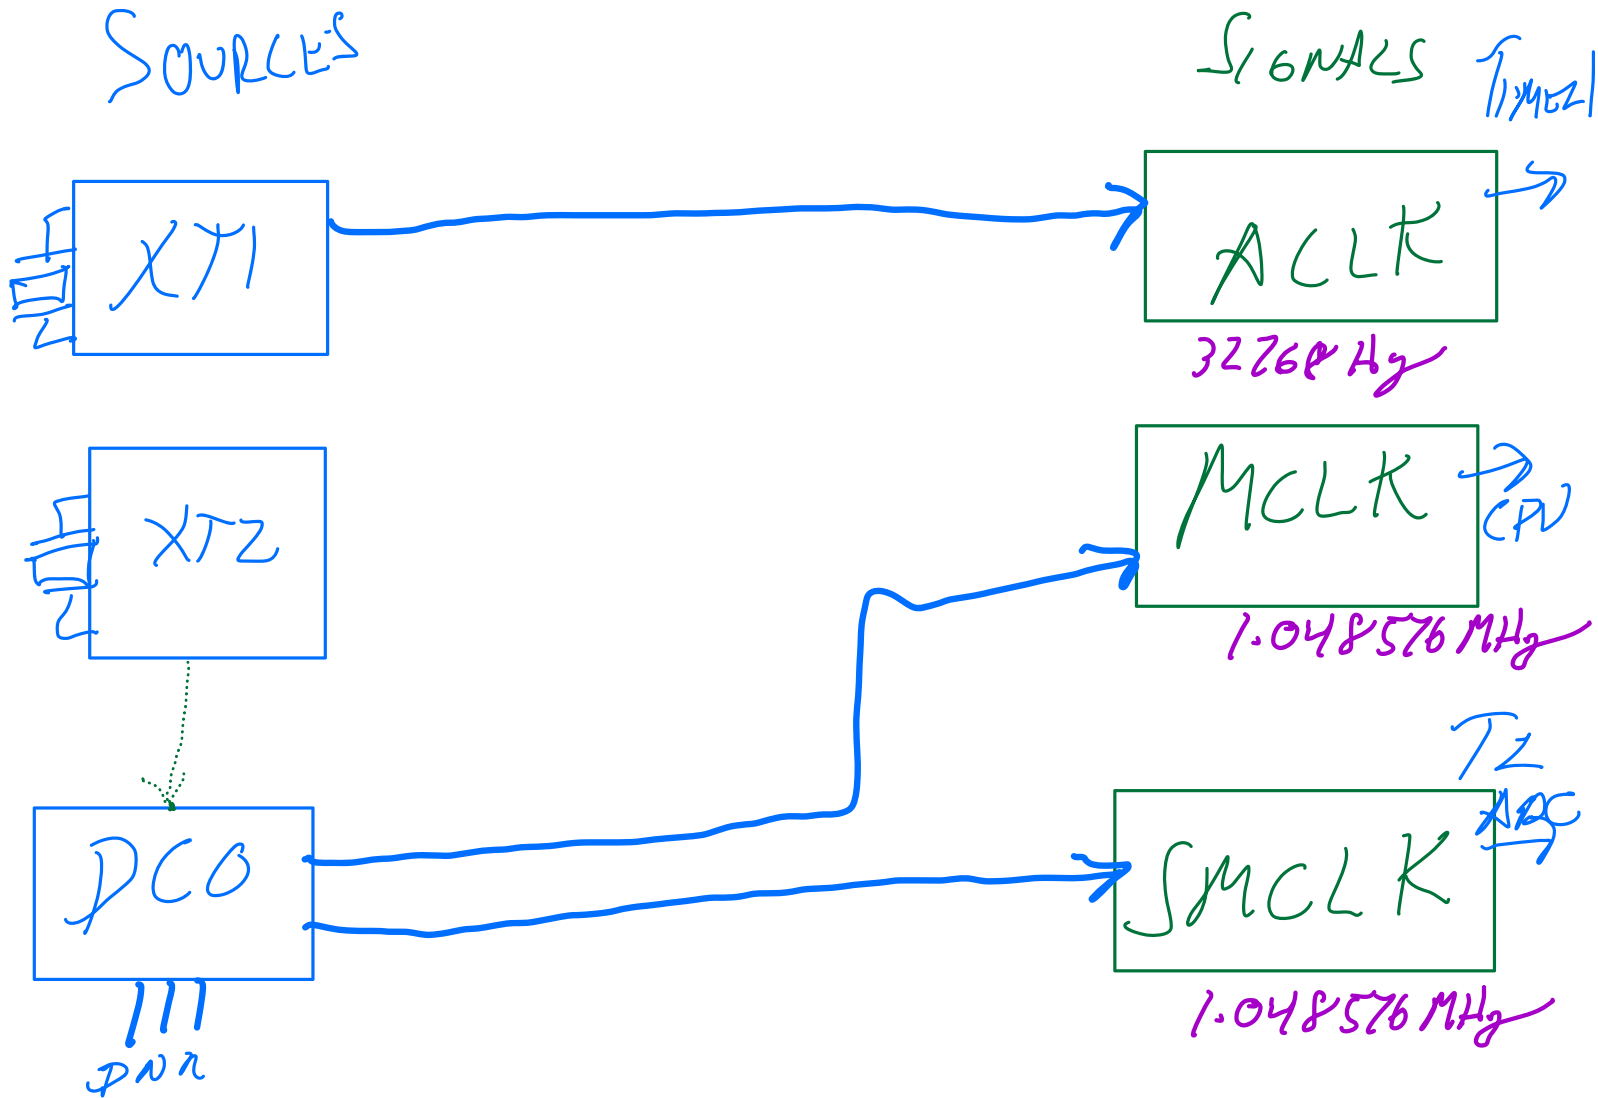 SOURCES
SIGNALS
TIMER1
XT1
ACLK
32768 Hz
XT2
MCLK
CPU
1.048576 MHz
T2
ADC
DCO
SMCLK
1.048576 MHz